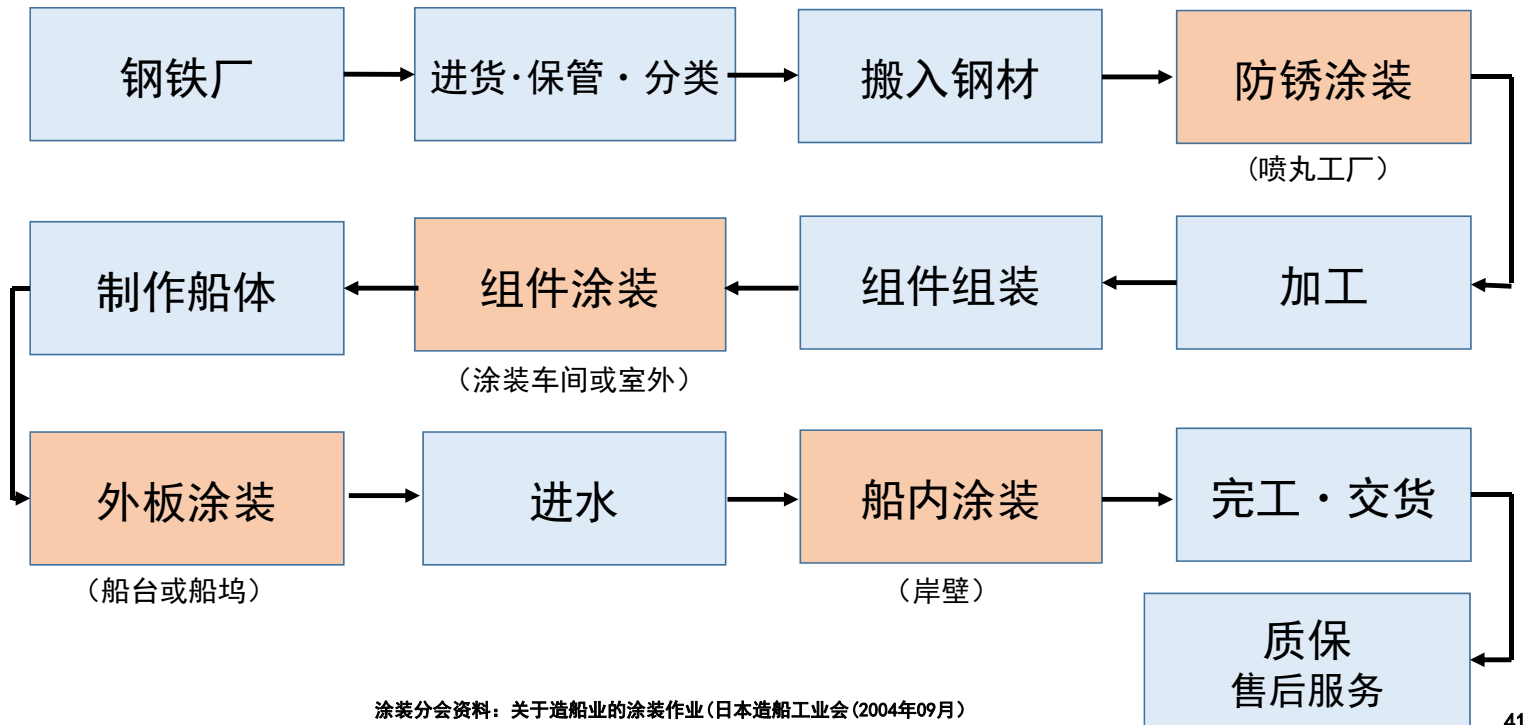 钢铁厂
进货·保管·分类
搬入钢材
防锈涂装
(喷丸工厂)
制作船体
组件涂装
组件组装
加工
(涂装车间或室外)
外板涂装
进水
船内涂装
完工·交货
(船台或船坞)
(岸壁)
质保
售后服务
涂装分会资料：关于造船业的涂装作业(日本造船工业会(2004年09月)
41